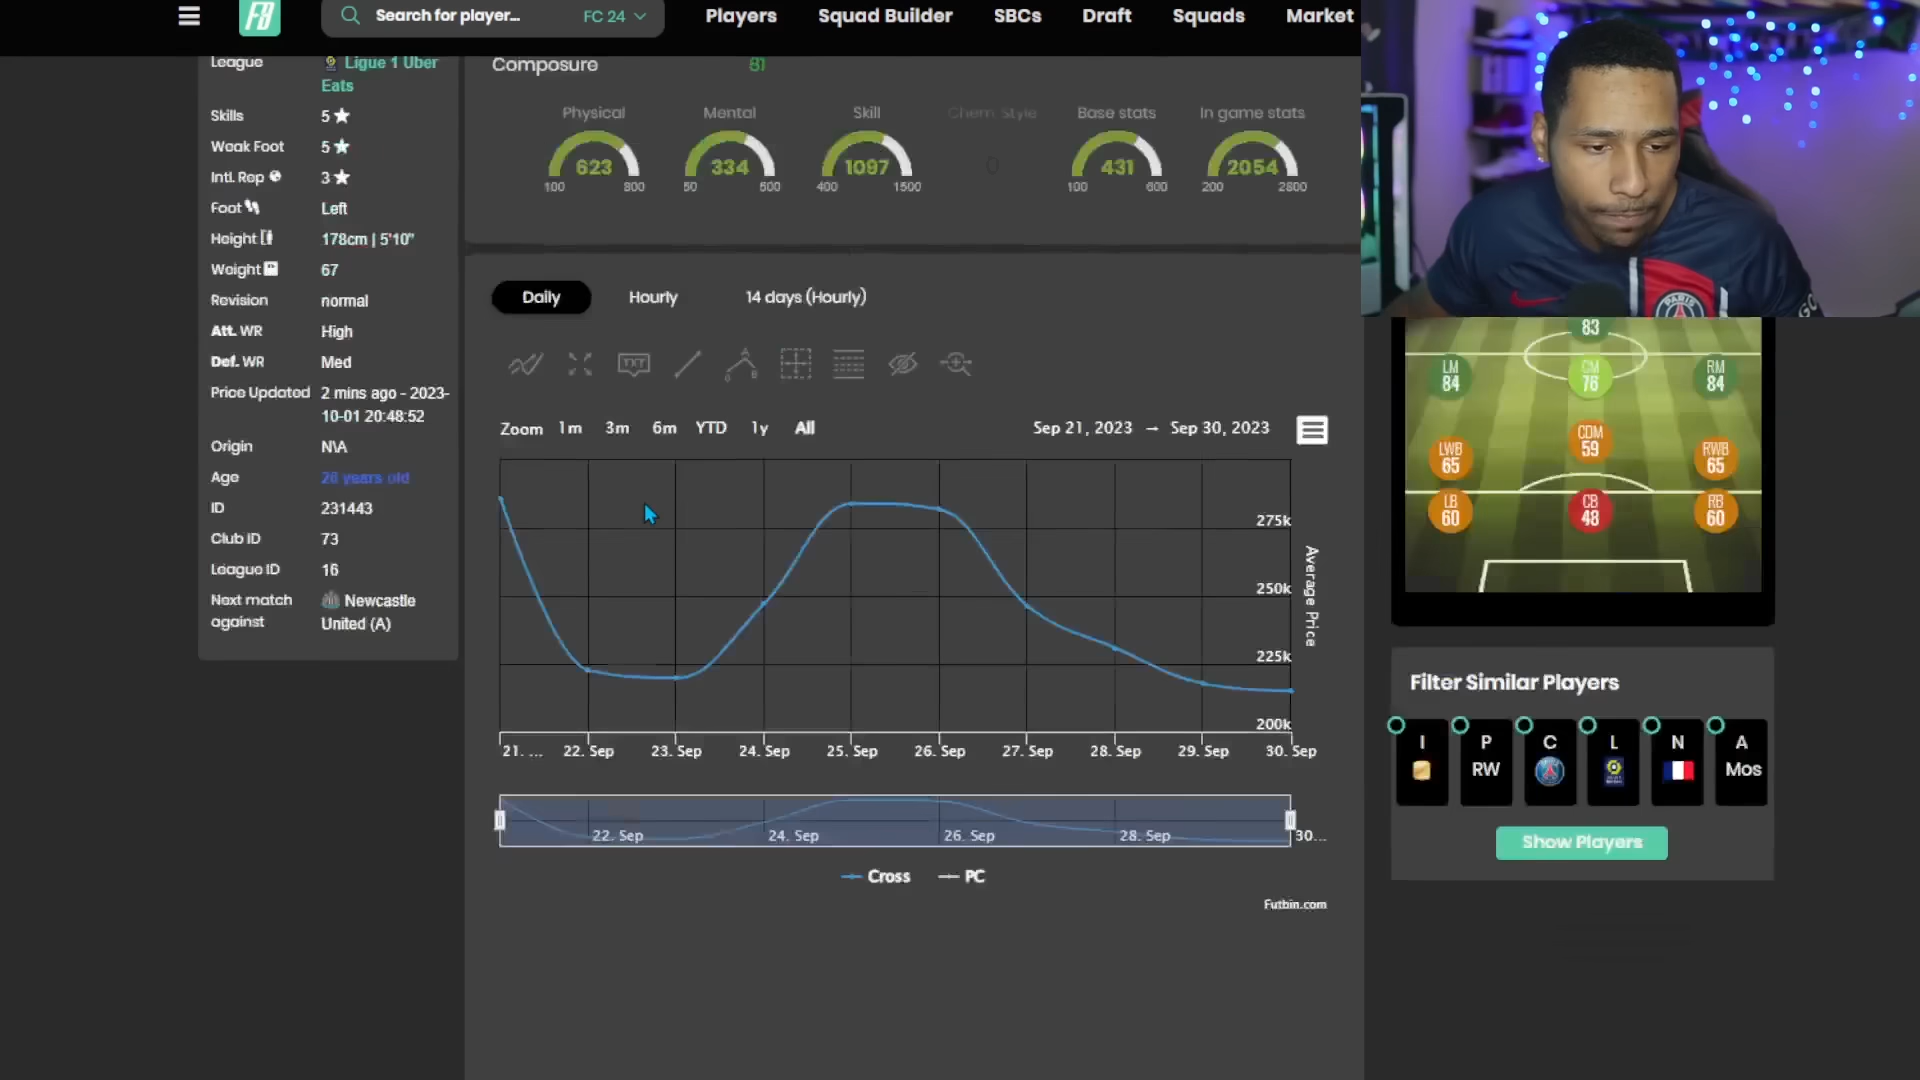 Search for player... FC 24 Players Squad Builder SBCs Draft Squads Market
League Ligue 1 Uber
Eats
Skills 5
Weak Foot 5
Intl. Rep 3
Foot Left
Height 178cm | 5'10"
Weight 67
Revision normal
Att. WR High
Def. WR Med
Price Updated 2 mins ago - 2023-
10-01 20:48:52
Origin N\A
Age 26 years old
ID 231443
Club ID 73
League ID 16
Next match Newcastle
against United (A)
Composure 81
Physical Mental Skill Chem. Style Base stats In game stats
623 334 1097 0 431 2054
100 800 50 500 400 1500 100 600 200 2800
Daily Hourly 14 days (Hourly)
TXT
Zoom 1m 3m 6m YTD 1y All Sep 21, 2023 → Sep 30, 2023
275k
250k
225k
200k
Average Price
21. ... 22. Sep 23. Sep 24. Sep 25. Sep 26. Sep 27. Sep 28. Sep 29. Sep 30. Sep
22. Sep 24. Sep 26. Sep 28. Sep 30...
Cross PC
Futbin.com
PARIS
83
LM CM RM
84 76 84
CDM
59
LWB RWB
65 65
LB CB RB
60 48 60
Filter Similar Players
I P C L N A
RW Mos
Show Players